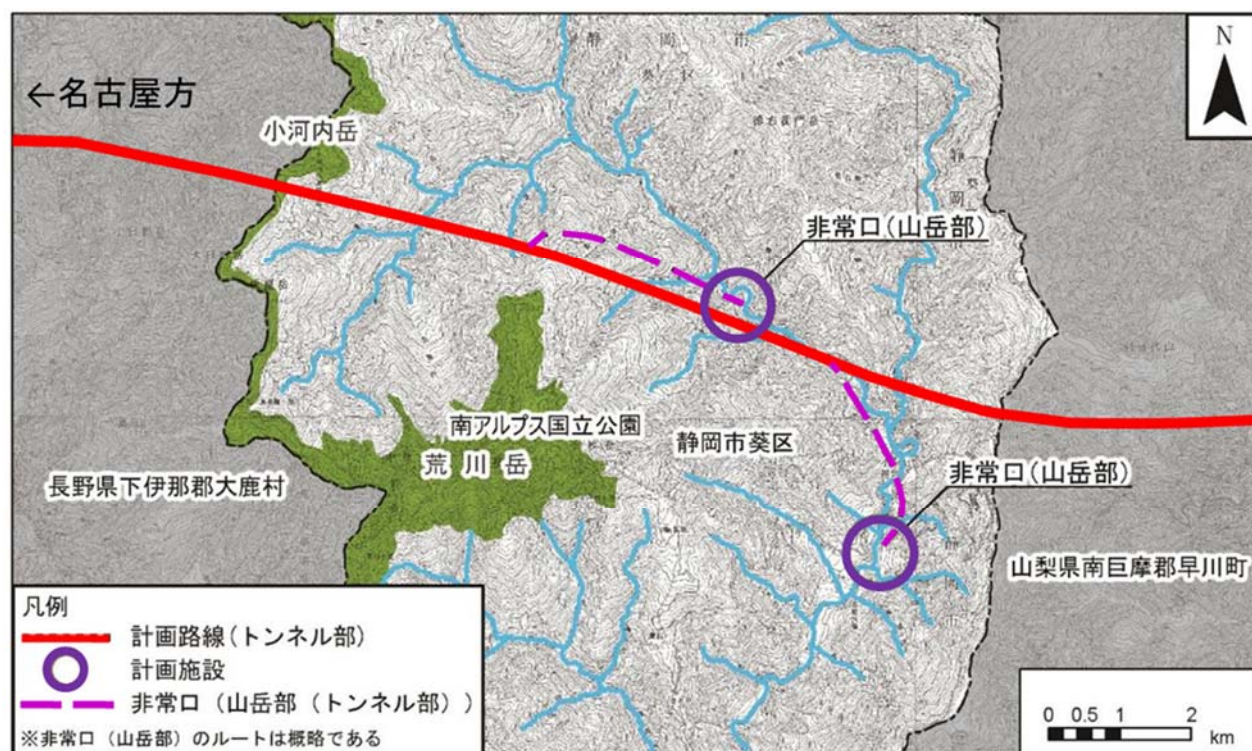 静岡市
葵区
N
←名古屋方
小河内岳
非常口(山岳部)
南アルプス国立公園
荒川岳
静岡市葵区
非常口(山岳部)
長野県下伊那郡大鹿村
山梨県南巨摩郡早川町
凡例
計画路線(トンネル部)
計画施設
非常口(山岳部(トンネル部))
※非常口(山岳部)のルートは概略である
0 0.5 1 2
km